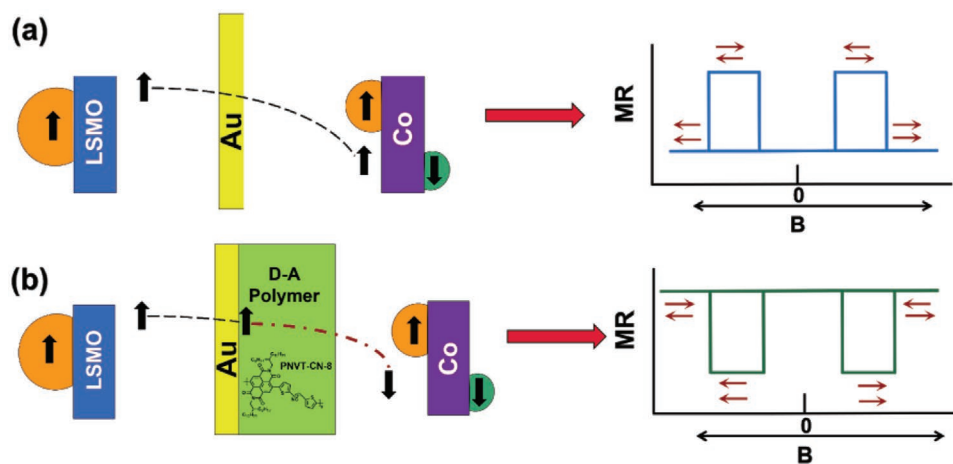 (a)
LSMO
Au
Co
MR
0
B
(b)
LSMO
Au
D-A
Polymer
PNVT-CN-8
Co
MR
0
B